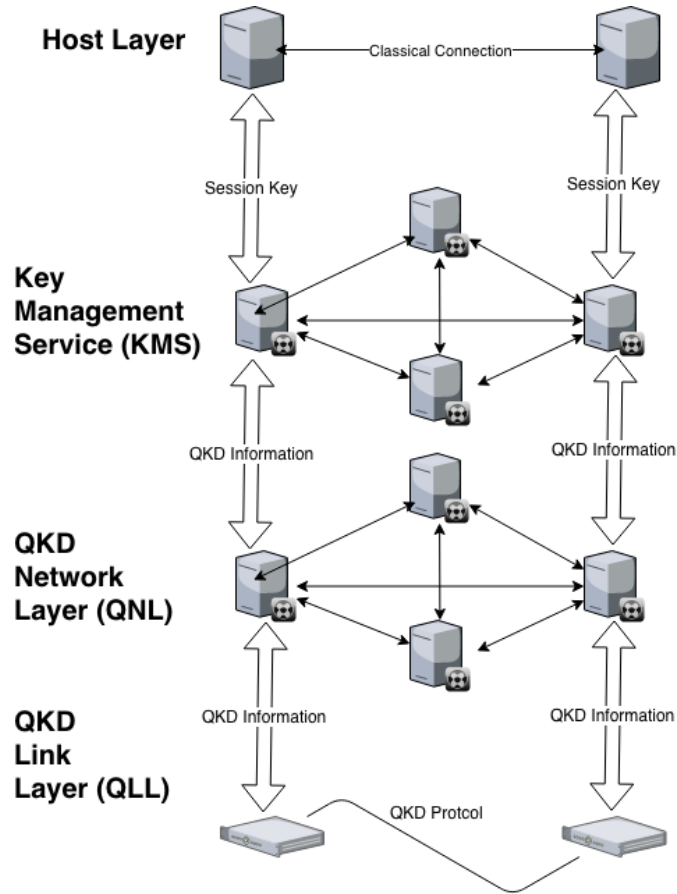 Host Layer
Classical Connection
Session Key
Session Key
Key
Management
Service (KMS)
QKD Information
QKD Information
QKD
Network
Layer (QNL)
QKD Information
QKD Information
QKD
Link
Layer (QLL)
QKD Protcol